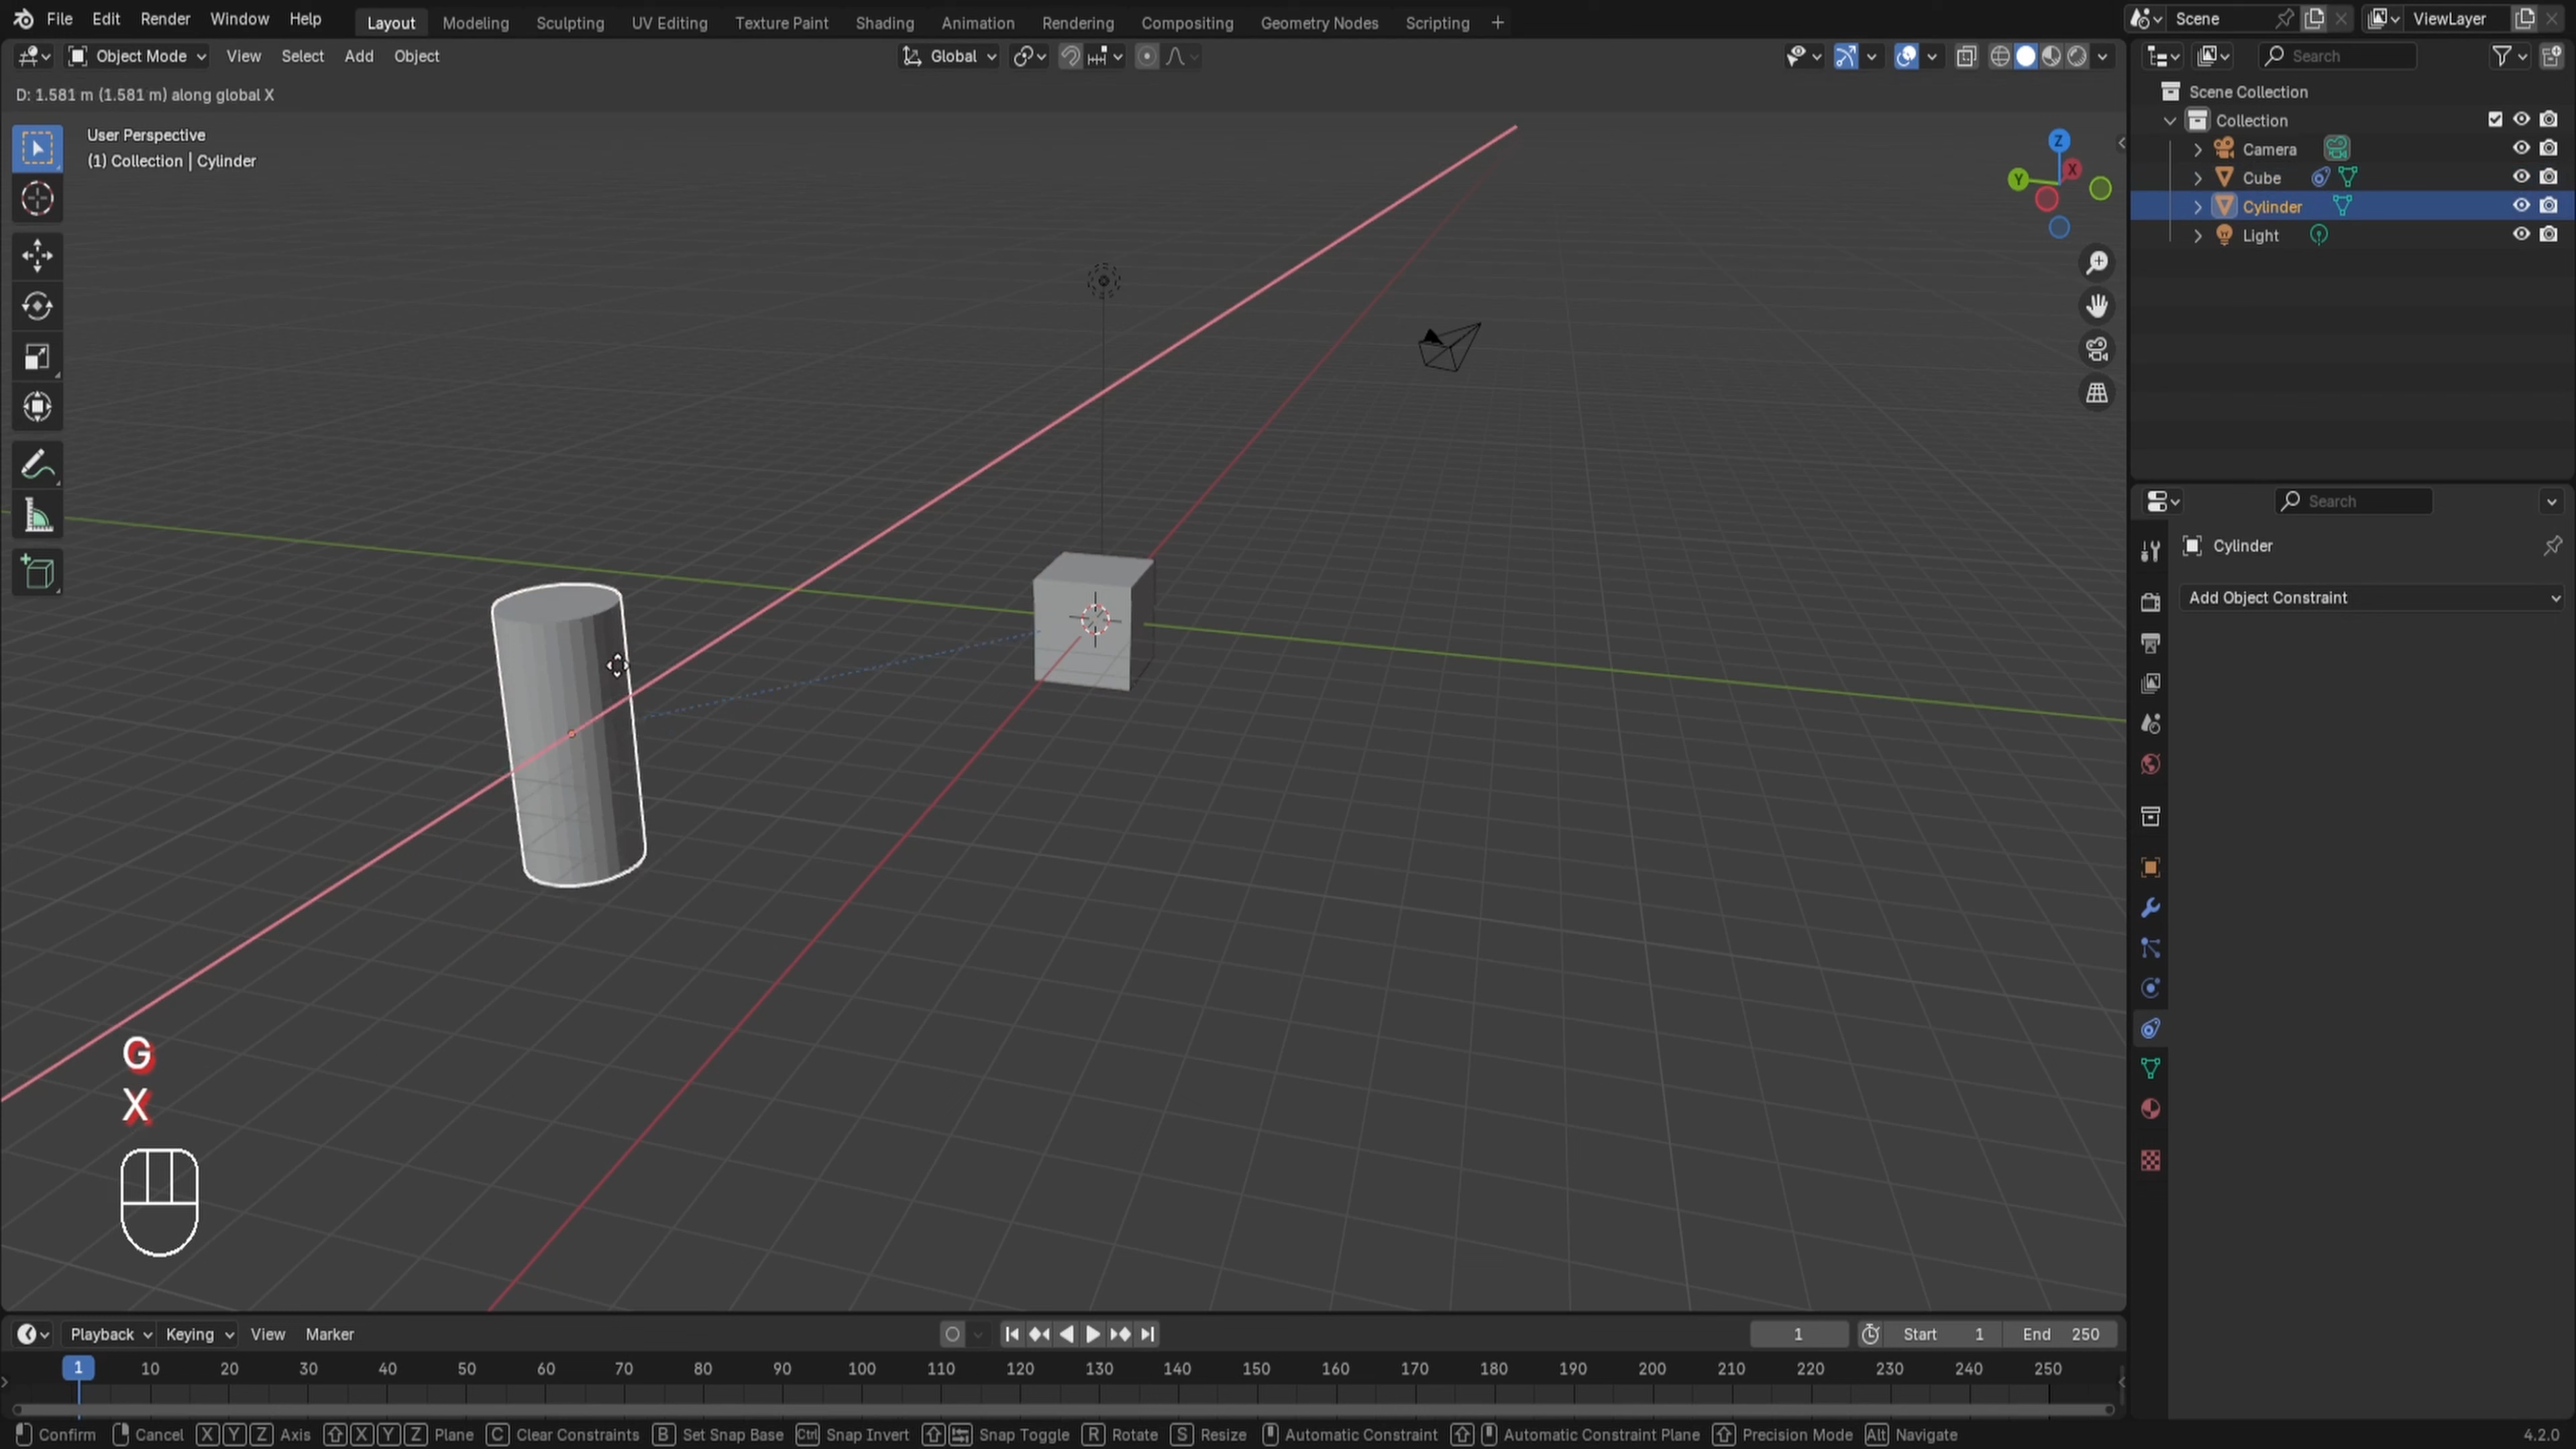 File Edit Render Window Help Layout Modeling Sculpting UV Editing Texture Paint Shading Animation Rendering Compositing Geometry Nodes Scripting + Scene ViewLayer
Object Mode View Select Add Object Global Search
D: 1.581 m (1.581 m) along global X
Scene Collection
Collection
Camera
Cube
Cylinder
Light
User Perspective
(1) Collection | Cylinder
Z
Y
X
Search
Cylinder
Add Object Constraint
G
X
Playback Keying View Marker 1 Start 1 End 250
1 10 20 30 40 50 60 70 80 90 100 110 120 130 140 150 160 170 180 190 200 210 220 230 240 250
Confirm Cancel X Y Z Axis X Y Z Plane C Clear Constraints B Set Snap Base Ctrl Snap Invert Snap Toggle R Rotate S Resize Automatic Constraint Automatic Constraint Plane Precision Mode Alt Navigate 4.2.0